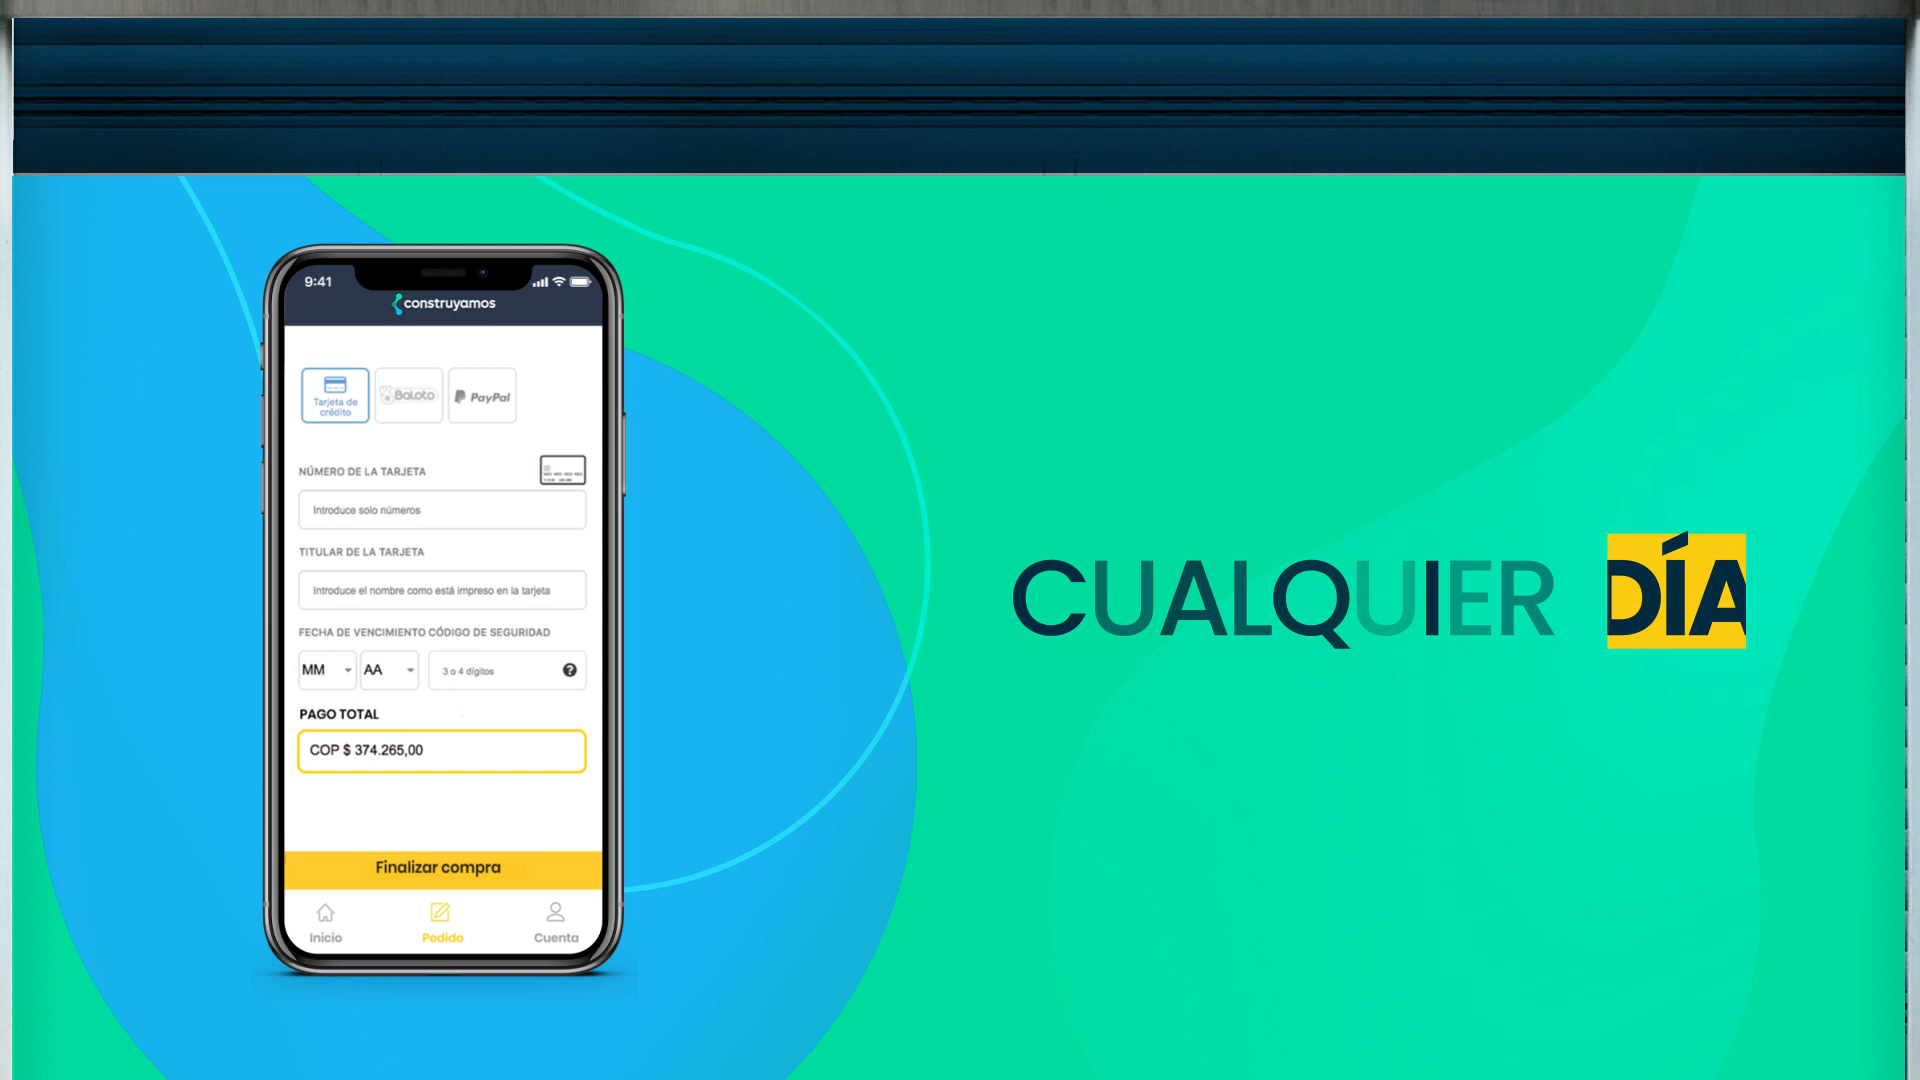 9:41
construyamos
Tarjeta de
crédito
Baloto
PayPal
NÚMERO DE LA TARJETA
Introduce solo números
TITULAR DE LA TARJETA
Introduce el nombre como está impreso en la tarjeta
FECHA DE VENCIMIENTO CÓDIGO DE SEGURIDAD
MM AA 3 o 4 dígitos ?
PAGO TOTAL
COP $ 374.265,00
Finalizar compra
Inicio Pedido Cuenta
CUALQUIER DÍA